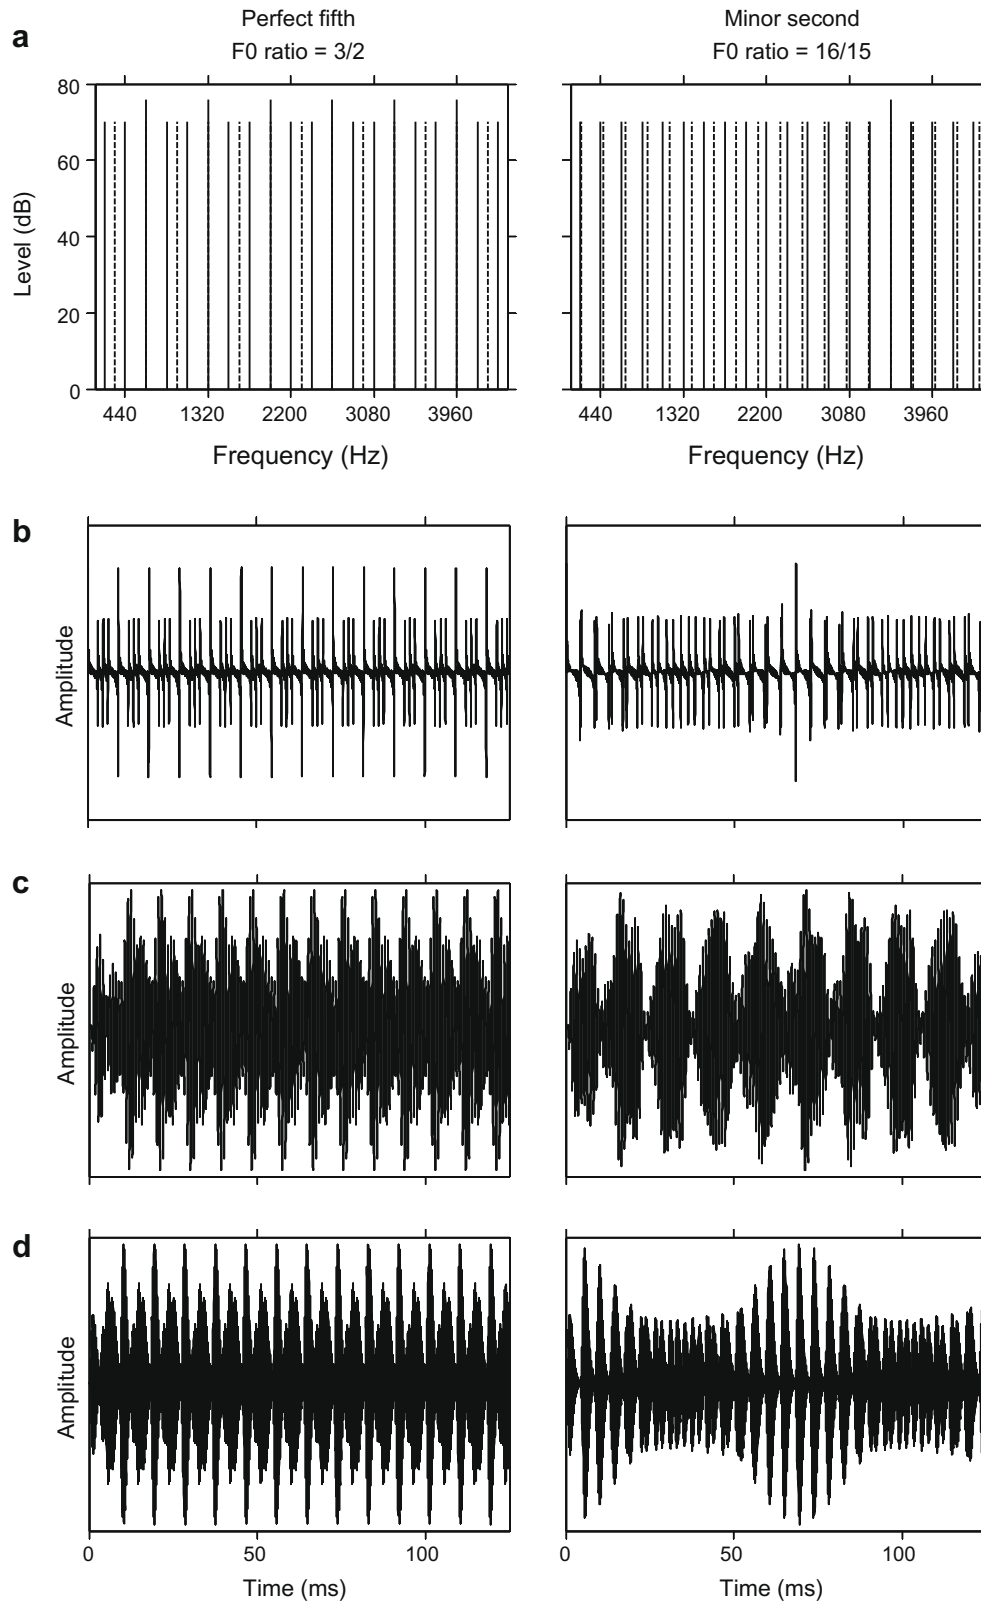 a
Perfect fifth
F0 ratio = 3/2
Minor second
F0 ratio = 16/15
Level (dB)
80
60
40
20
0
440 1320 2200 3080 3960
440 1320 2200 3080 3960
Frequency (Hz)
Frequency (Hz)
b
Amplitude
c
Amplitude
d
Amplitude
0 50 100
0 50 100
Time (ms)
Time (ms)